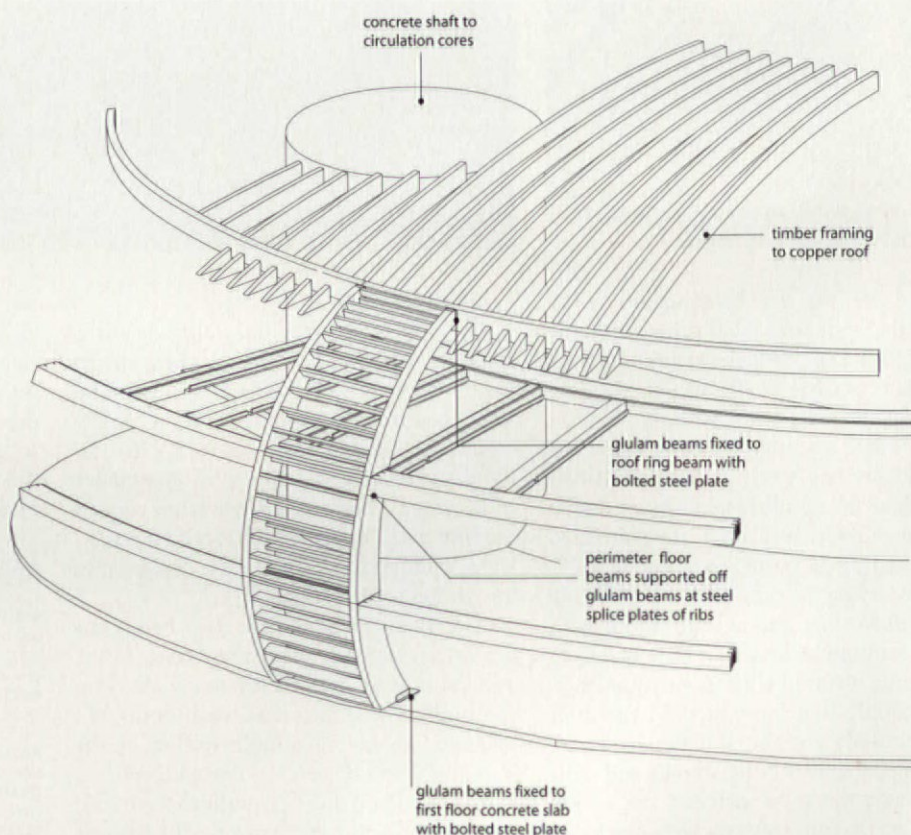 concrete shaft to
circulation cores
timber framing
to copper roof
glulam beams fixed to
roof ring beam with
bolted steel plate
perimeter floor
beams supported off
glulam beams at steel
splice plates of ribs
glulam beams fixed to
first floor concrete slab
with bolted steel plate